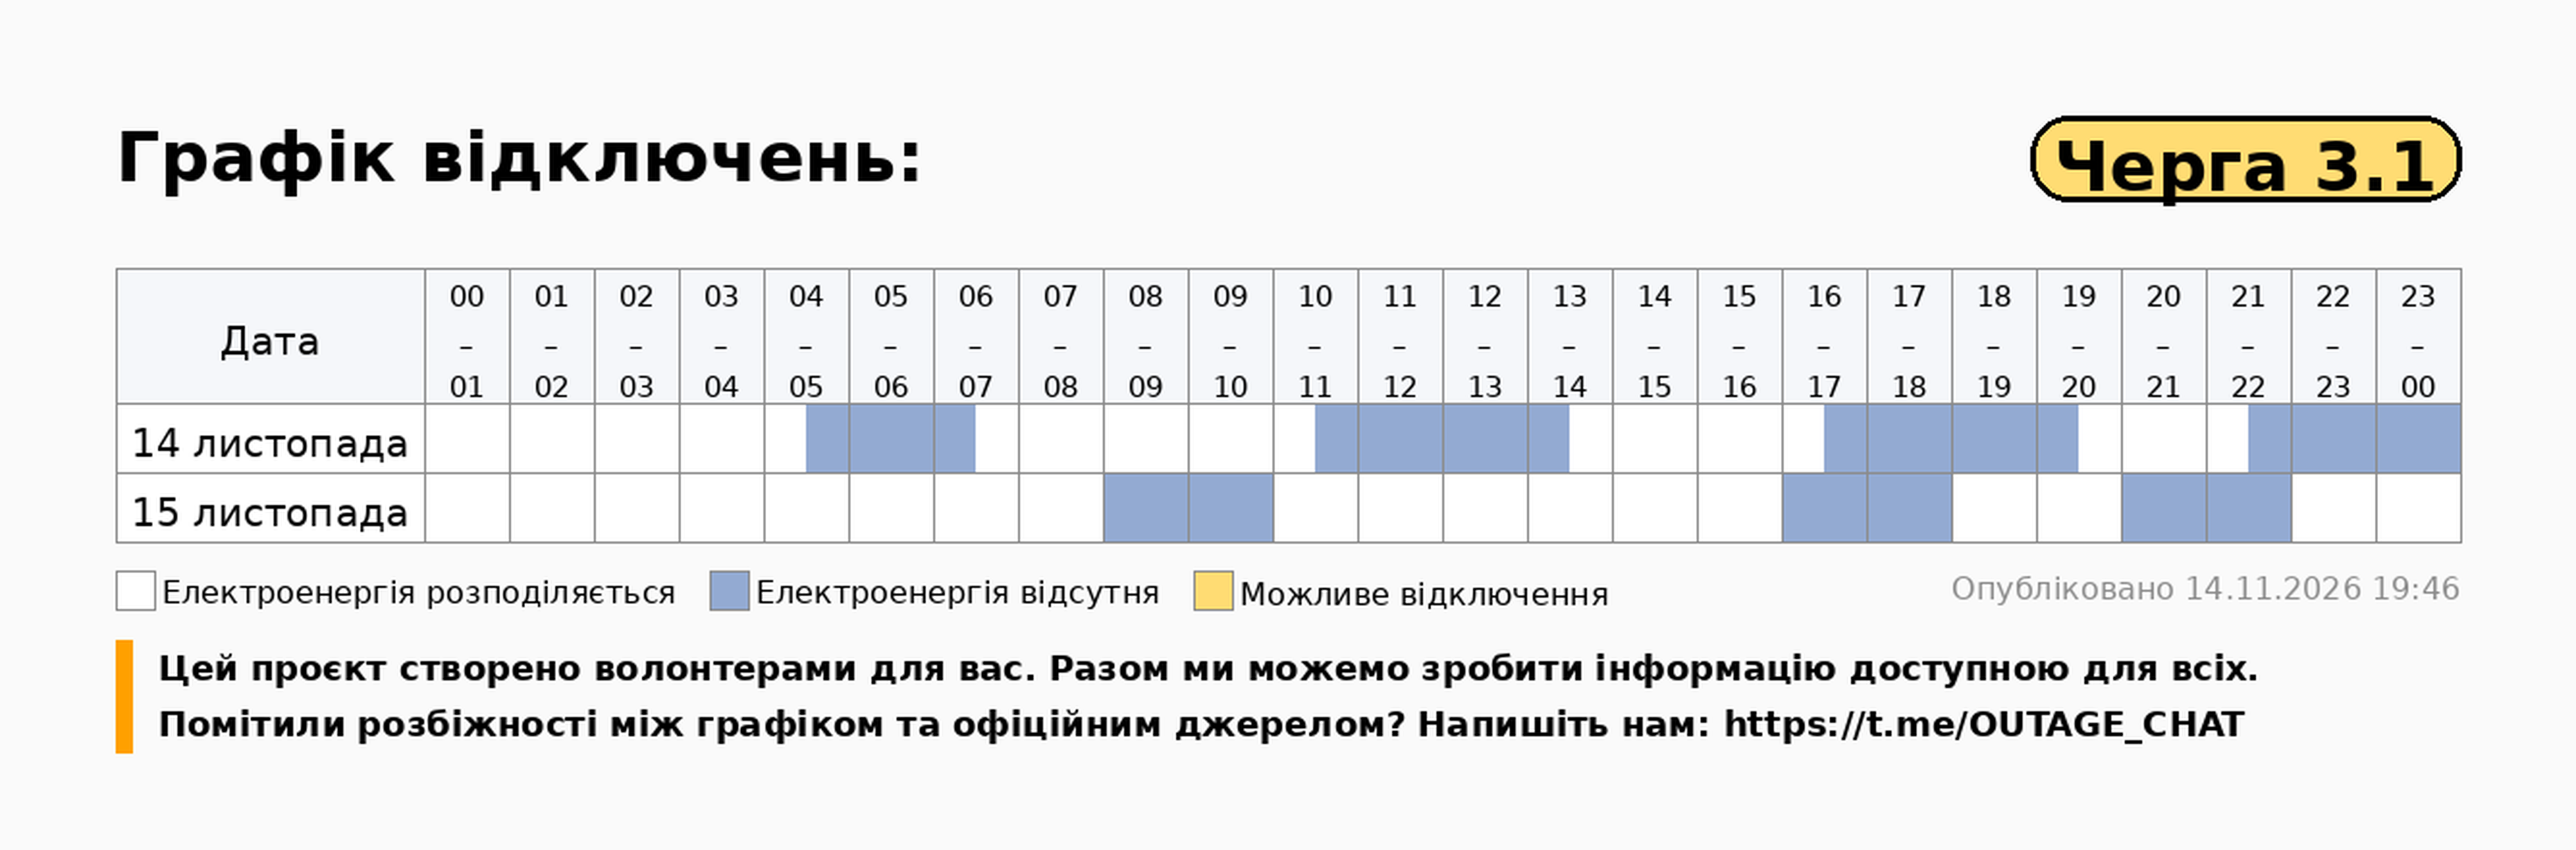 Графік відключень:
Черга 3.1
Дата 00 – 01 01 – 02 02 – 03 03 – 04 04 – 05 05 – 06 06 – 07 07 – 08 08 – 09 09 – 10 10 – 11 11 – 12 12 – 13 13 – 14 14 – 15 15 – 16 16 – 17 17 – 18 18 – 19 19 – 20 20 – 21 21 – 22 22 – 23 23 – 00
14 листопада
15 листопада
Електроенергія розподіляється Електроенергія відсутня Можливе відключення Опубліковано 14.11.2026 19:46
Цей проєкт створено волонтерами для вас. Разом ми можемо зробити інформацію доступною для всіх.
Помітили розбіжності між графіком та офіційним джерелом? Напишіть нам: https://t.me/OUTAGE_CHAT